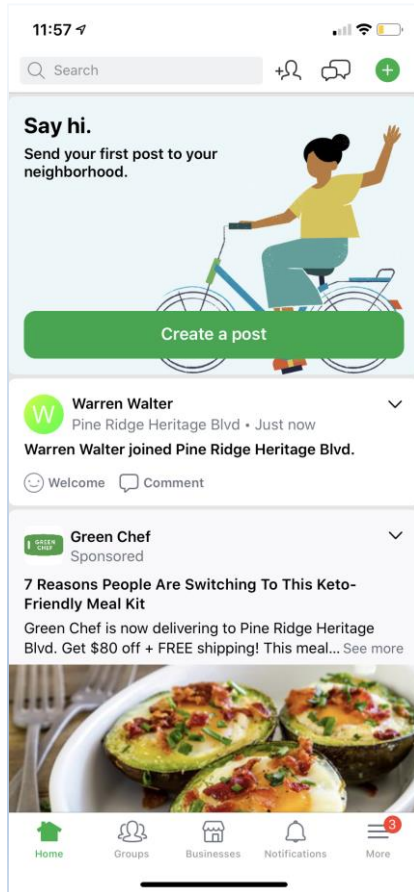 11:57
Search
Say hi.
Send your first post to your
neighborhood.
Create a post
W
Warren Walter
Pine Ridge Heritage Blvd • Just now
Warren Walter joined Pine Ridge Heritage Blvd.
Welcome Comment
GREEN
CHEF
Green Chef
Sponsored
7 Reasons People Are Switching To This Keto-
Friendly Meal Kit
Green Chef is now delivering to Pine Ridge Heritage
Blvd. Get $80 off + FREE shipping! This meal... See more
3
Home Groups Businesses Notifications More